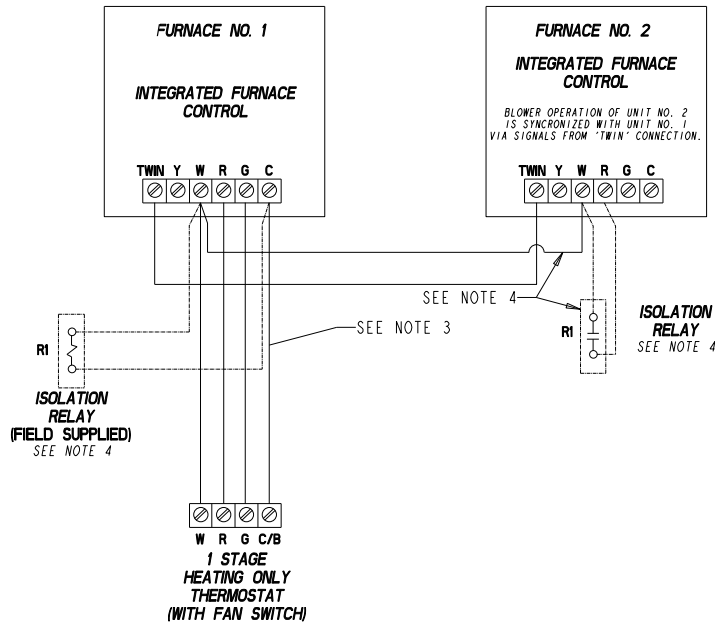 FURNACE NO. 1
INTEGRATED FURNACE
CONTROL
TWIN Y W R G C
FURNACE NO. 2
INTEGRATED FURNACE
CONTROL
BLOWER OPERATION OF UNIT NO. 2
IS SYNCRONIZED WITH UNIT NO. 1
VIA SIGNALS FROM 'TWIN' CONNECTION.
TWIN Y W R G C
SEE NOTE 4
SEE NOTE 3
R1
ISOLATION
RELAY
(FIELD SUPPLIED)
SEE NOTE 4
R1
ISOLATION
RELAY
SEE NOTE 4
W R G C/B
1 STAGE
HEATING ONLY
THERMOSTAT
(WITH FAN SWITCH)